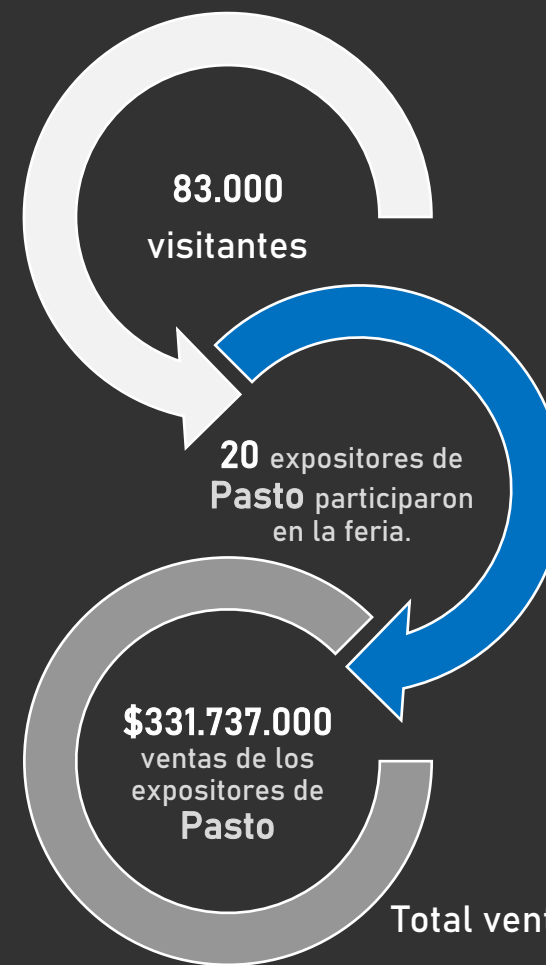 83.000
visitantes
20 expositores de
Pasto participaron
en la feria.
$331.737.000
ventas de los
expositores de
Pasto
Total